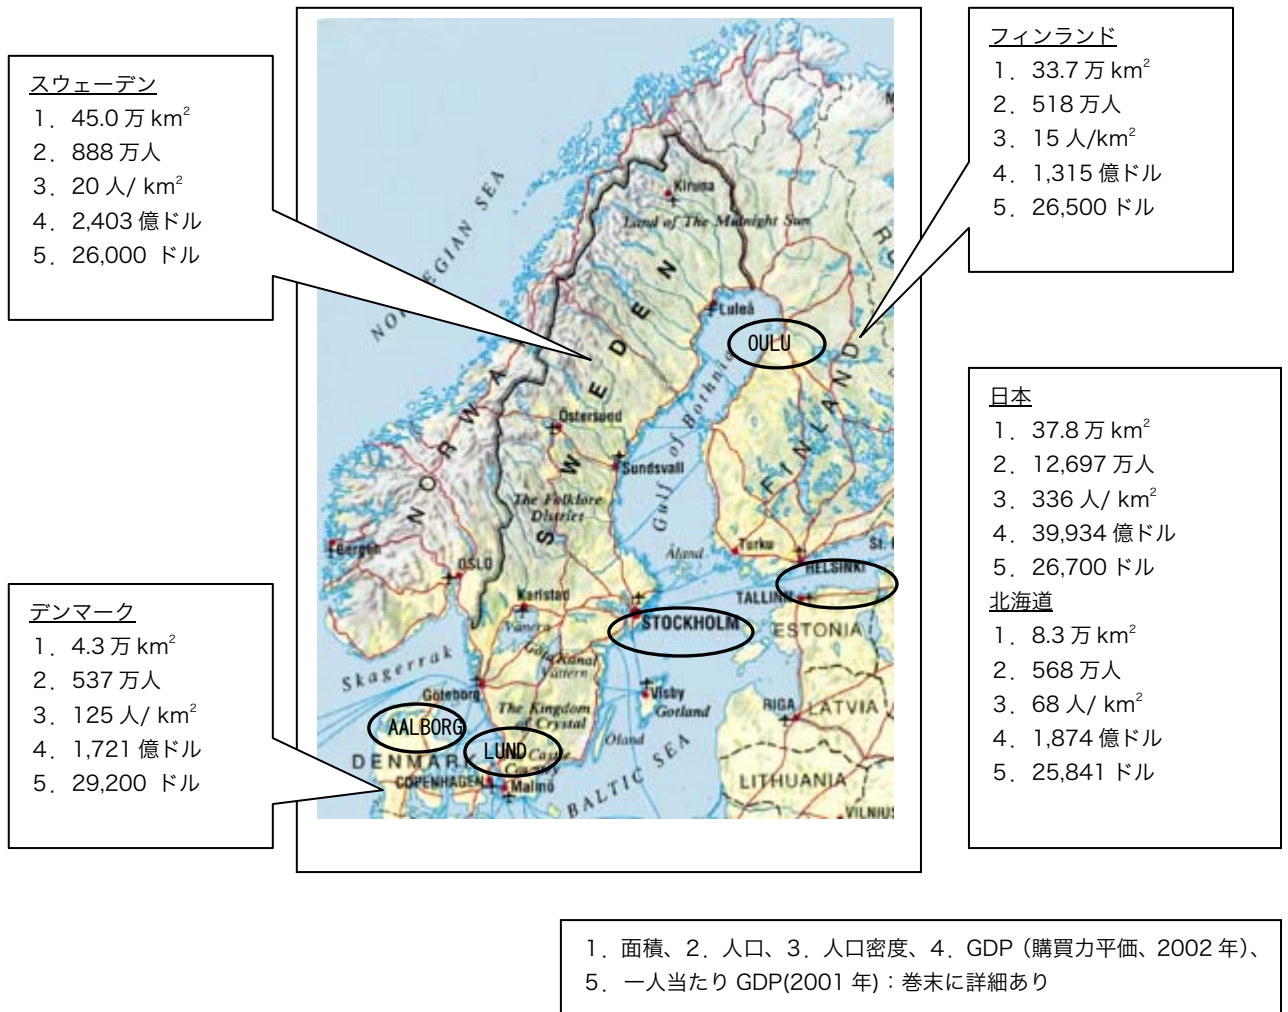 スウェーデン
1．45.0 万 km²
2．888 万人
3．20 人/ km²
4．2,403 億ドル
5．26,000 ドル
フィンランド
1．33.7 万 km²
2．518 万人
3．15 人/km²
4．1,315 億ドル
5．26,500 ドル
デンマーク
1．4.3 万 km²
2．537 万人
3．125 人/ km²
4．1,721 億ドル
5．29,200 ドル
日本
1．37.8 万 km²
2．12,697 万人
3．336 人/ km²
4．39,934 億ドル
5．26,700 ドル
北海道
1．8.3 万 km²
2．568 万人
3．68 人/ km²
4．1,874 億ドル
5．25,841 ドル
Kiruna
Land of The Midnight Sun
Luleå
OULU
NORWA
SWEDEN
FINLAND
Gulf of Bothnia
Östersund
Sundsvall
The Folklore
District
Bergen
OSLO
Turku
Åland
St.
HELSINKI
TALLINN
Karlstad
Vänern
STOCKHOLM
ESTONIA
Göta Kanal
Vättern
Skagerrak
Göteborg
Visby
Gotland
The Kingdom
of Crystal
RIGA
LATVIA
AALBORG
LUND
Öland
DENMARK
COPENHAGEN
Malmö
BALTIC SEA
LITHUANIA
VILNIUS
1．面積、2．人口、3．人口密度、4．GDP（購買力平価、2002 年）、
5．一人当たり GDP(2001 年)：巻末に詳細あり